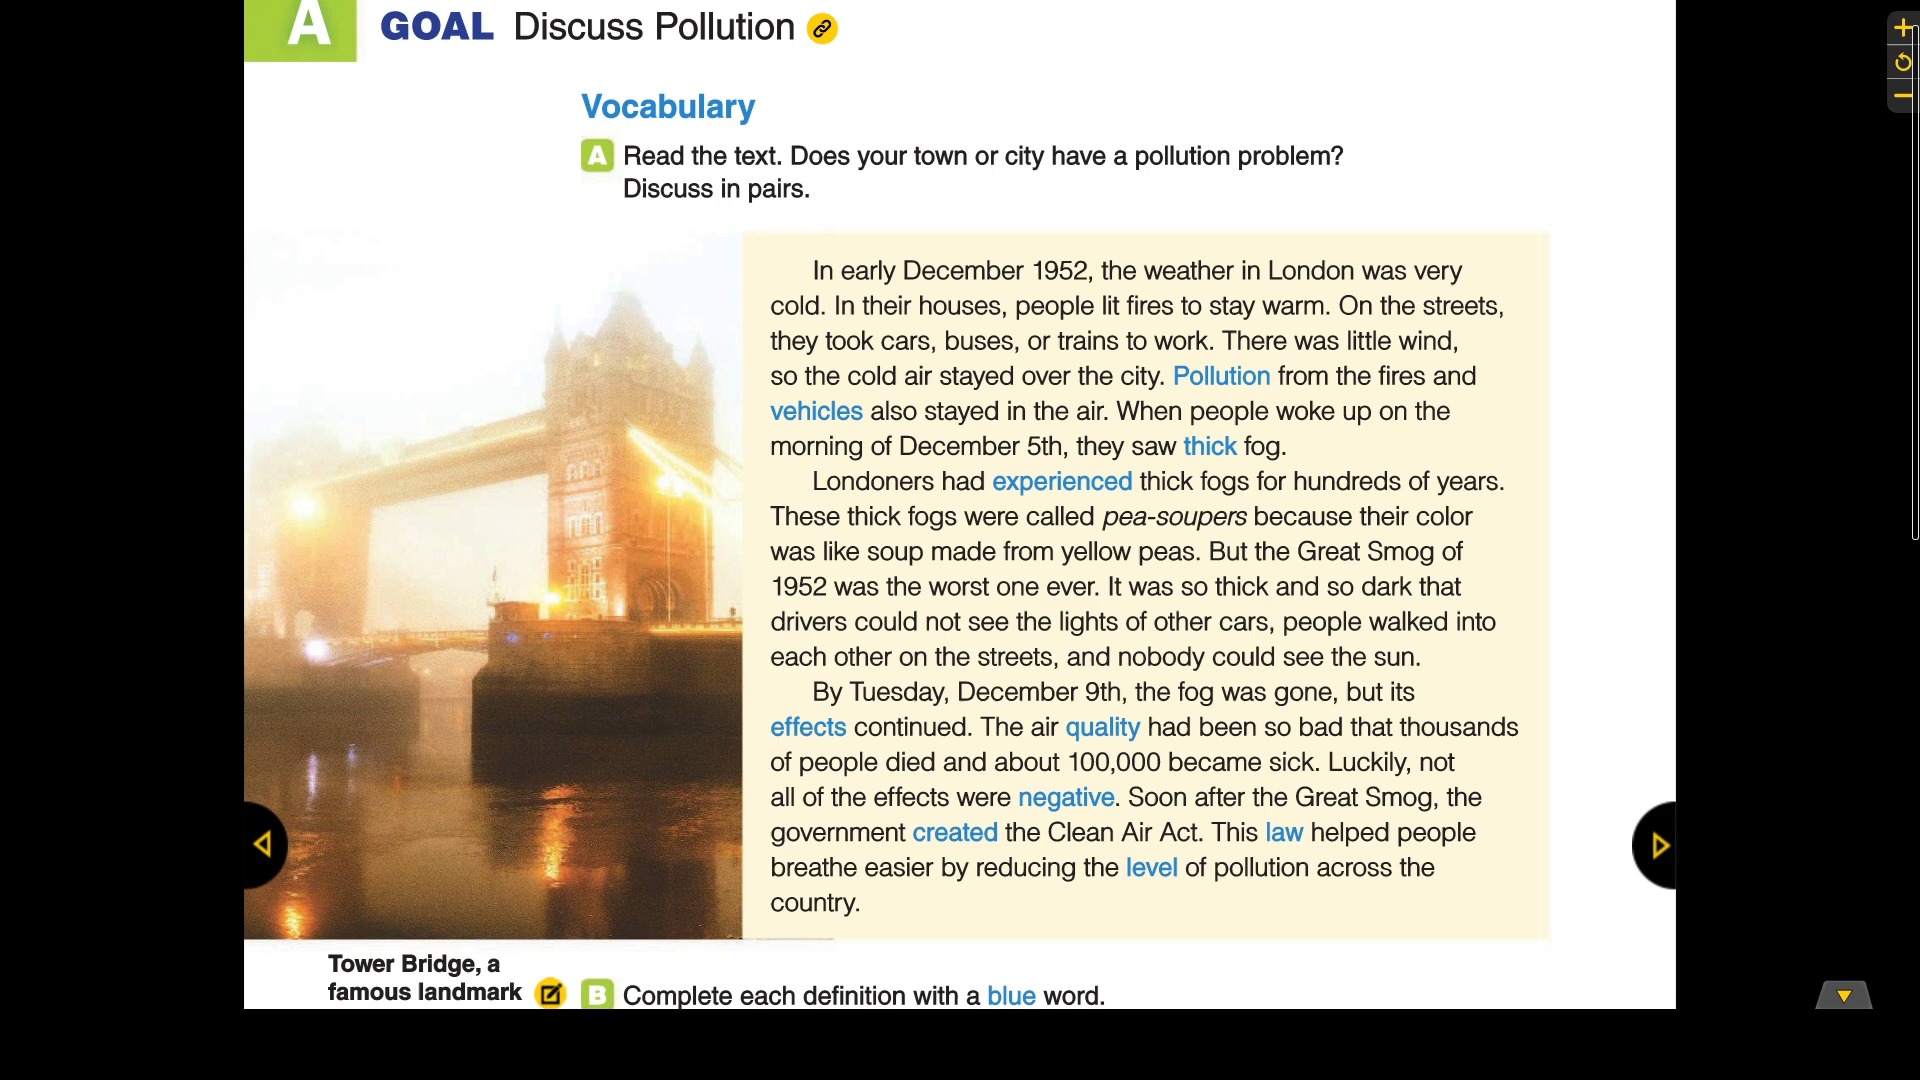 A GOAL Discuss Pollution
Vocabulary
A Read the text. Does your town or city have a pollution problem?
Discuss in pairs.
In early December 1952, the weather in London was very
cold. In their houses, people lit fires to stay warm. On the streets,
they took cars, buses, or trains to work. There was little wind,
so the cold air stayed over the city. Pollution from the fires and
vehicles also stayed in the air. When people woke up on the
morning of December 5th, they saw thick fog.
Londoners had experienced thick fogs for hundreds of years.
These thick fogs were called pea-soupers because their color
was like soup made from yellow peas. But the Great Smog of
1952 was the worst one ever. It was so thick and so dark that
drivers could not see the lights of other cars, people walked into
each other on the streets, and nobody could see the sun.
By Tuesday, December 9th, the fog was gone, but its
effects continued. The air quality had been so bad that thousands
of people died and about 100,000 became sick. Luckily, not
all of the effects were negative. Soon after the Great Smog, the
government created the Clean Air Act. This law helped people
breathe easier by reducing the level of pollution across the
country.
Tower Bridge, a
famous landmark
B Complete each definition with a blue word.